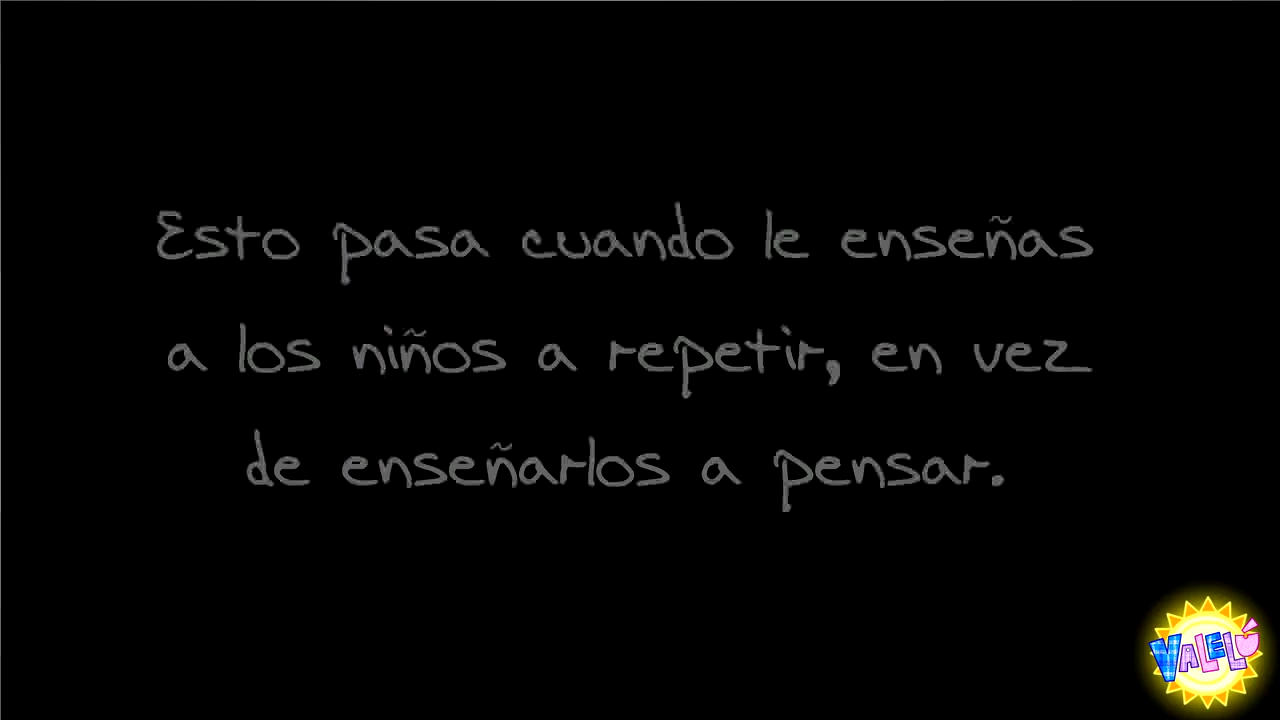 Esto pasa cuando le enseñas
a los niños a repetir, en vez
de enseñarlos a pensar.
VALELÚ